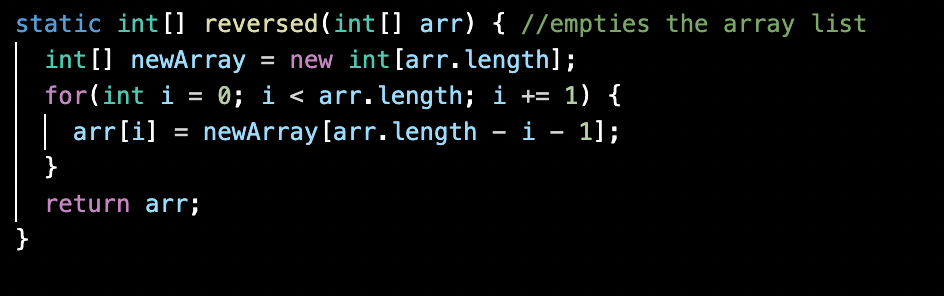 static int[] reversed(int[] arr) { //empties the array list
int[] newArray = new int[arr.length];
for(int i = 0; i < arr.length; i += 1) {
arr[i] = newArray[arr.length - i - 1];
}
return arr;
}